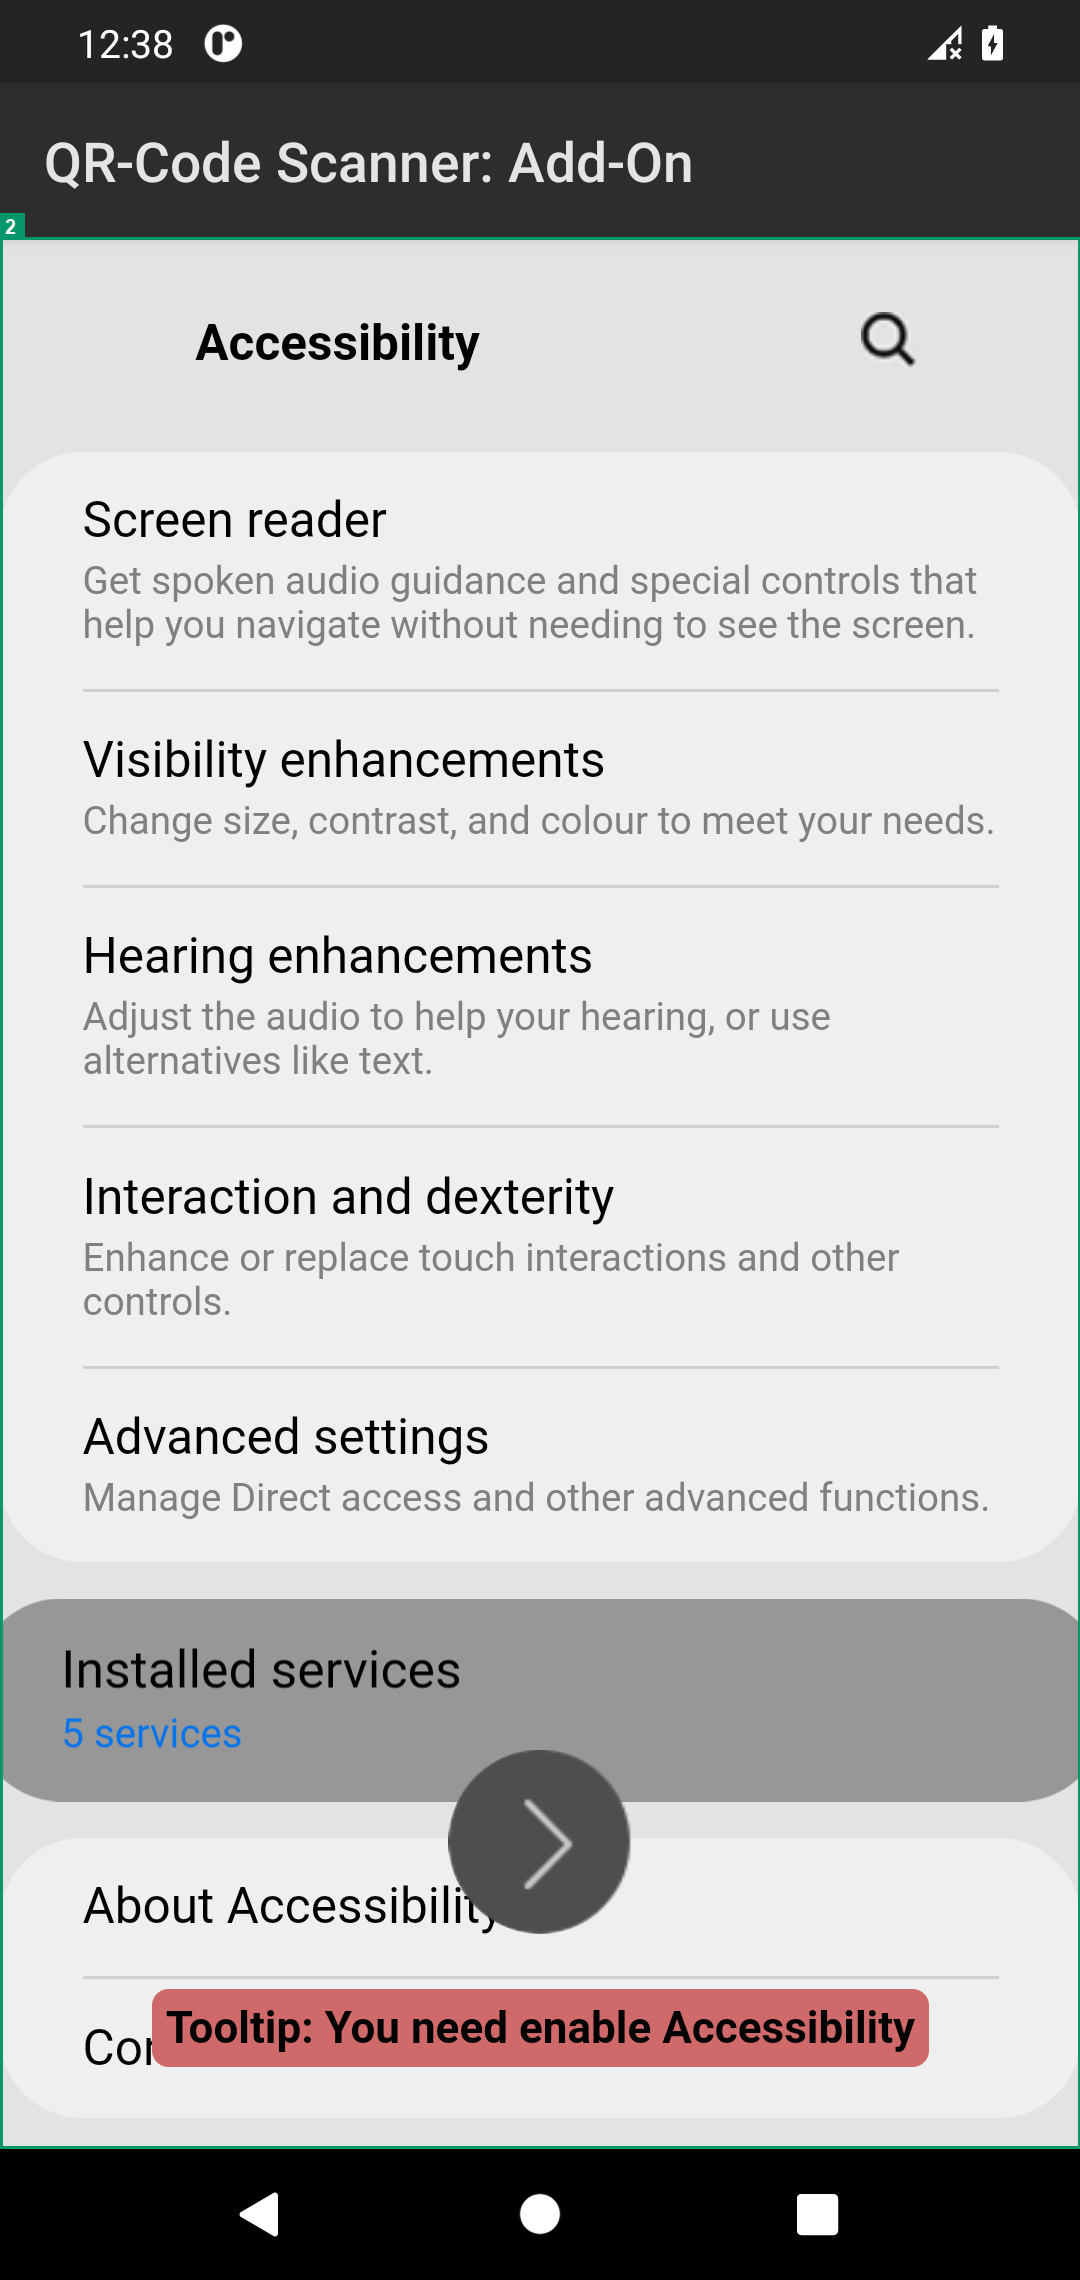 12:38
QR-Code Scanner: Add-On
2
Accessibility
Screen reader
Get spoken audio guidance and special controls that
help you navigate without needing to see the screen.
Visibility enhancements
Change size, contrast, and colour to meet your needs.
Hearing enhancements
Adjust the audio to help your hearing, or use
alternatives like text.
Interaction and dexterity
Enhance or replace touch interactions and other
controls.
Advanced settings
Manage Direct access and other advanced functions.
Installed services
5 services
About Accessibility
Tooltip: You need enable Accessibility